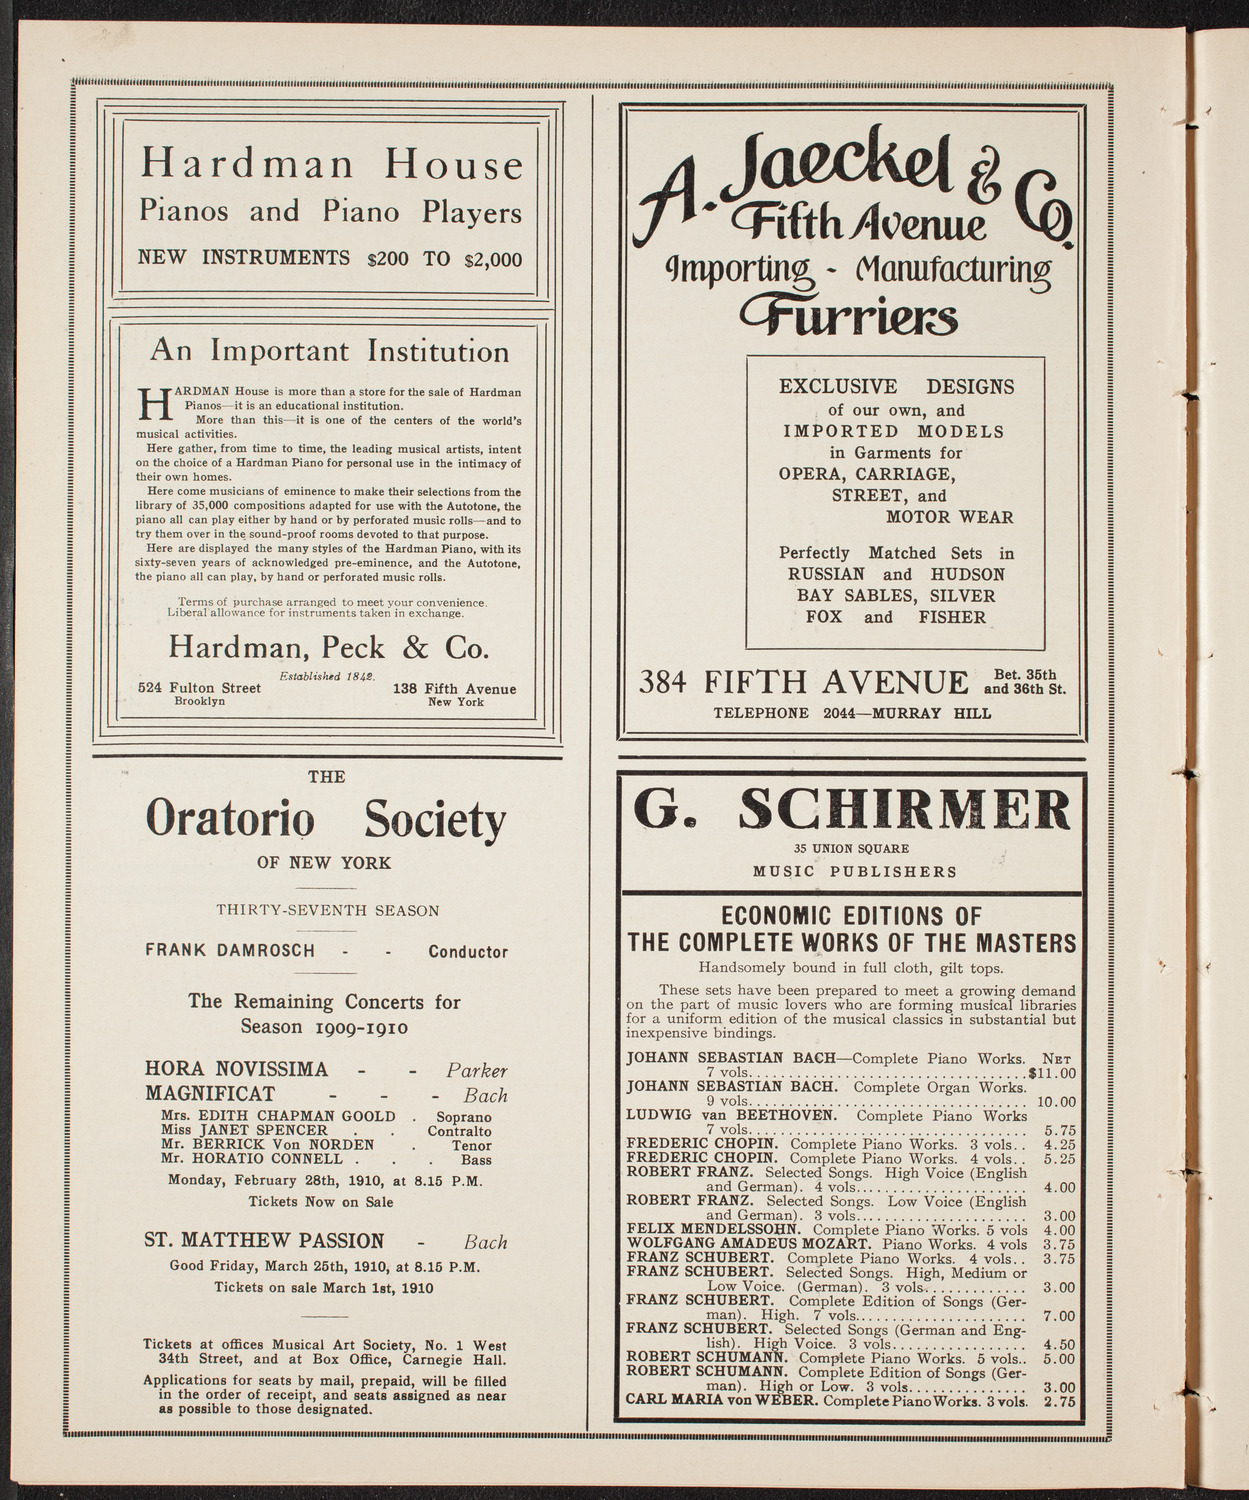 Hardman House
Pianos and Piano Players
NEW INSTRUMENTS $200 TO $2,000
An Important Institution
HARDMAN House is more than a store for the sale of Hardman
Pianos—it is an educational institution.
More than this—it is one of the centers of the world's
musical activities.
Here gather, from time to time, the leading musical artists, intent
on the choice of a Hardman Piano for personal use in the intimacy of
their own homes.
Here come musicians of eminence to make their selections from the
library of 35,000 compositions adapted for use with the Autotone, the
piano all can play either by hand or by perforated music rolls—and to
try them over in the sound-proof rooms devoted to that purpose.
Here are displayed the many styles of the Hardman Piano, with its
sixty-seven years of acknowledged pre-eminence, and the Autotone,
the piano all can play, by hand or perforated music rolls.
Terms of purchase arranged to meet your convenience.
Liberal allowance for instruments taken in exchange.
Hardman, Peck & Co.
Established 1842.
524 Fulton Street 138 Fifth Avenue
Brooklyn New York
THE
Oratorio Society
OF NEW YORK
THIRTY-SEVENTH SEASON
FRANK DAMROSCH - - Conductor
The Remaining Concerts for
Season 1909-1910
HORA NOVISSIMA - - Parker
MAGNIFICAT - - - Bach
Mrs. EDITH CHAPMAN GOOLD . Soprano
Miss JANET SPENCER . . Contralto
Mr. BERRICK Von NORDEN . Tenor
Mr. HORATIO CONNELL . . . Bass
Monday, February 28th, 1910, at 8.15 P.M.
Tickets Now on Sale
ST. MATTHEW PASSION - Bach
Good Friday, March 25th, 1910, at 8.15 P.M.
Tickets on sale March 1st, 1910
Tickets at offices Musical Art Society, No. 1 West
34th Street, and at Box Office, Carnegie Hall.
Applications for seats by mail, prepaid, will be filled
in the order of receipt, and seats assigned as near
as possible to those designated.
A. Jaeckel & Co.
Fifth Avenue
Importing - Manufacturing
Furriers
EXCLUSIVE DESIGNS
of our own, and
IMPORTED MODELS
in Garments for
OPERA, CARRIAGE,
STREET, and
MOTOR WEAR
Perfectly Matched Sets in
RUSSIAN and HUDSON
BAY SABLES, SILVER
FOX and FISHER
384 FIFTH AVENUE Bet. 35th
and 36th St.
TELEPHONE 2044—MURRAY HILL
G. SCHIRMER
35 UNION SQUARE
MUSIC PUBLISHERS
ECONOMIC EDITIONS OF
THE COMPLETE WORKS OF THE MASTERS
Handsomely bound in full cloth, gilt tops.
These sets have been prepared to meet a growing demand
on the part of music lovers who are forming musical libraries
for a uniform edition of the musical classics in substantial but
inexpensive bindings.
JOHANN SEBASTIAN BACH—Complete Piano Works. NET
7 vols. $11.00
JOHANN SEBASTIAN BACH. Complete Organ Works.
9 vols. 10.00
LUDWIG van BEETHOVEN. Complete Piano Works
7 vols. 5.75
FREDERIC CHOPIN. Complete Piano Works. 3 vols.. 4.25
FREDERIC CHOPIN. Complete Piano Works. 4 vols.. 5.25
ROBERT FRANZ. Selected Songs. High Voice (English
and German). 4 vols. 4.00
ROBERT FRANZ. Selected Songs. Low Voice (English
and German). 3 vols. 3.00
FELIX MENDELSSOHN. Complete Piano Works. 5 vols 4.00
WOLFGANG AMADEUS MOZART. Piano Works. 4 vols 3.75
FRANZ SCHUBERT. Complete Piano Works. 4 vols.. 3.75
FRANZ SCHUBERT. Selected Songs. High, Medium or
Low Voice. (German). 3 vols. 3.00
FRANZ SCHUBERT. Complete Edition of Songs (Ger-
man). High. 7 vols. 7.00
FRANZ SCHUBERT. Selected Songs (German and Eng-
lish). High Voice. 3 vols. 4.50
ROBERT SCHUMANN. Complete Piano Works. 5 vols.. 5.00
ROBERT SCHUMANN. Complete Edition of Songs (Ger-
man). High or Low. 3 vols. 3.00
CARL MARIA von WEBER. Complete Piano Works. 3 vols. 2.75